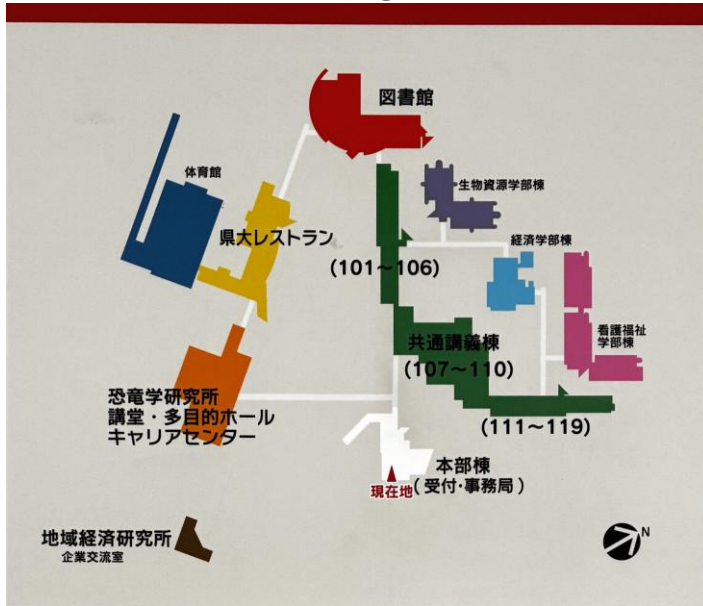 図書館
体育館
生物資源学部棟
県大レストラン
経済学部棟
(101～106)
看護福祉
学部棟
共通講義棟
(107～110)
恐竜学研究所
講堂・多目的ホール
キャリアセンター
(111～119)
本部棟
(受付・事務局)
現在地
地域経済研究所
企業交流室
N